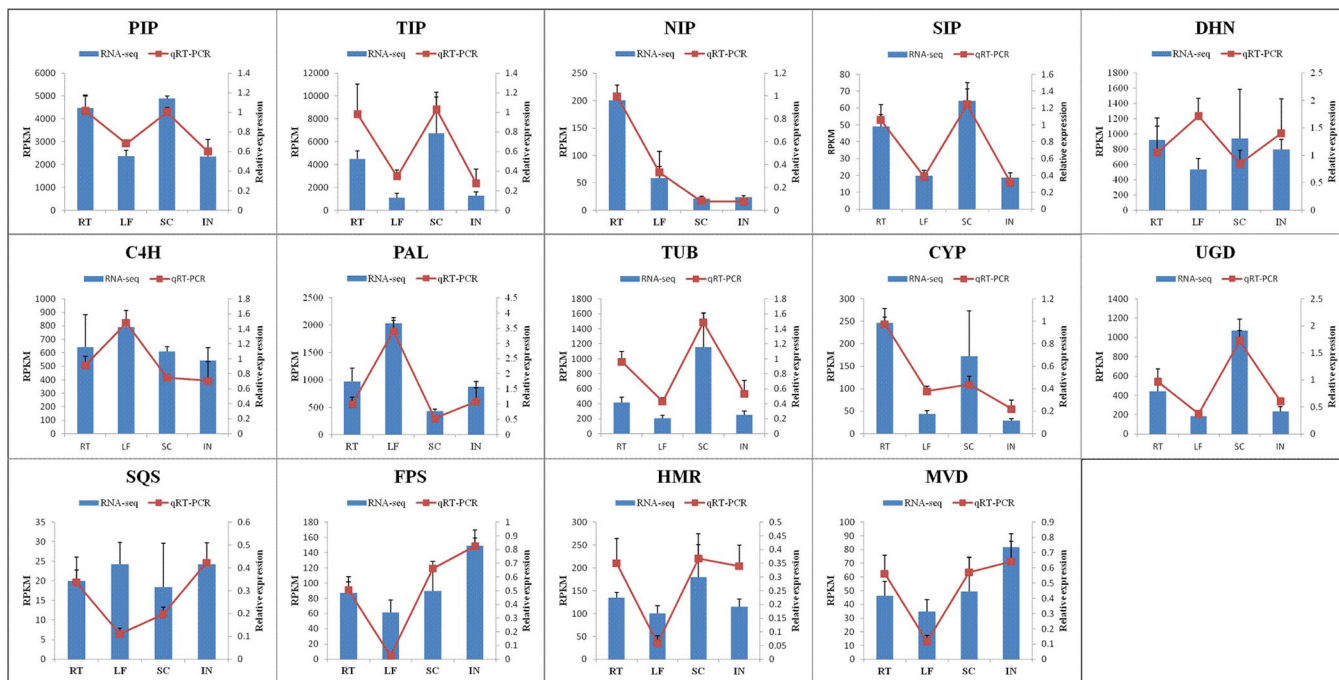 PIP
RNA-seq qRT-PCR
6000 1.4
5000 1.2
4000 1
3000 0.8
2000 0.6
1000 0.4
0 0.2
0
RPKM
Relative expression
RT LF SC IN
TIP
RNA-seq qRT-PCR
12000 1.4
10000 1.2
8000 1
6000 0.8
4000 0.6
2000 0.4
0 0.2
0
RPKM
Relative expression
RT LF SC IN
NIP
RNA-seq qRT-PCR
250 1.2
200 1
150 0.8
100 0.6
50 0.4
0 0.2
0
RPKM
Relative expression
RT LF SC IN
SIP
RNA-seq qRT-PCR
80 1.6
70 1.4
60 1.2
50 1
40 0.8
30 0.6
20 0.4
10 0.2
0 0
RPKM
Relative expression
RT LF SC IN
DHN
RNA-seq qRT-PCR
1800 2.5
1600 2
1400 1.5
1200 1
1000 0.5
800 0
600
400
200
0
RPKM
Relative expression
RT LF SC IN
C4H
RNA-seq qRT-PCR
1000 1.8
900 1.6
800 1.4
700 1.2
600 1
500 0.8
400 0.6
300 0.4
200 0.2
100 0
0
RPKM
Relative expression
RT LF SC IN
PAL
RNA-seq qRT-PCR
2500 4.5
2000 4
1500 3.5
1000 3
500 2.5
0 2
1.5
1
0.5
0
RPKM
Relative expression
RT LF SC IN
TUB
RNA-seq qRT-PCR
1800 1.8
1600 1.6
1400 1.4
1200 1.2
1000 1
800 0.8
600 0.6
400 0.4
200 0.2
0 0
RPKM
Relative expression
RT LF SC IN
CYP
RNA-seq qRT-PCR
300 1.2
250 1
200 0.8
150 0.6
100 0.4
50 0.2
0 0
RPKM
Relative expression
RT LF SC IN
UGD
RNA-seq qRT-PCR
1400 2.5
1200 2
1000 1.5
800 1
600 0.5
400 0
200
0
RPKM
Relative expression
RT LF SC IN
SQS
RNA-seq qRT-PCR
35 0.6
30 0.5
25 0.4
20 0.3
15 0.2
10 0.1
5 0
0
RPKM
Relative expression
RT LF SC IN
FPS
RNA-seq qRT-PCR
180 1
160 0.9
140 0.8
120 0.7
100 0.6
80 0.5
60 0.4
40 0.3
20 0.2
0 0.1
0
RPKM
Relative expression
RT LF SC IN
HMR
RNA-seq qRT-PCR
300 0.5
250 0.45
200 0.4
150 0.35
100 0.3
50 0.25
0 0.2
0.15
0.1
0.05
0
RPKM
Relative expression
RT LF SC IN
MVD
RNA-seq qRT-PCR
100 0.9
90 0.8
80 0.7
70 0.6
60 0.5
50 0.4
40 0.3
30 0.2
20 0.1
10 0
0
RPKM
Relative expression
RT LF SC IN